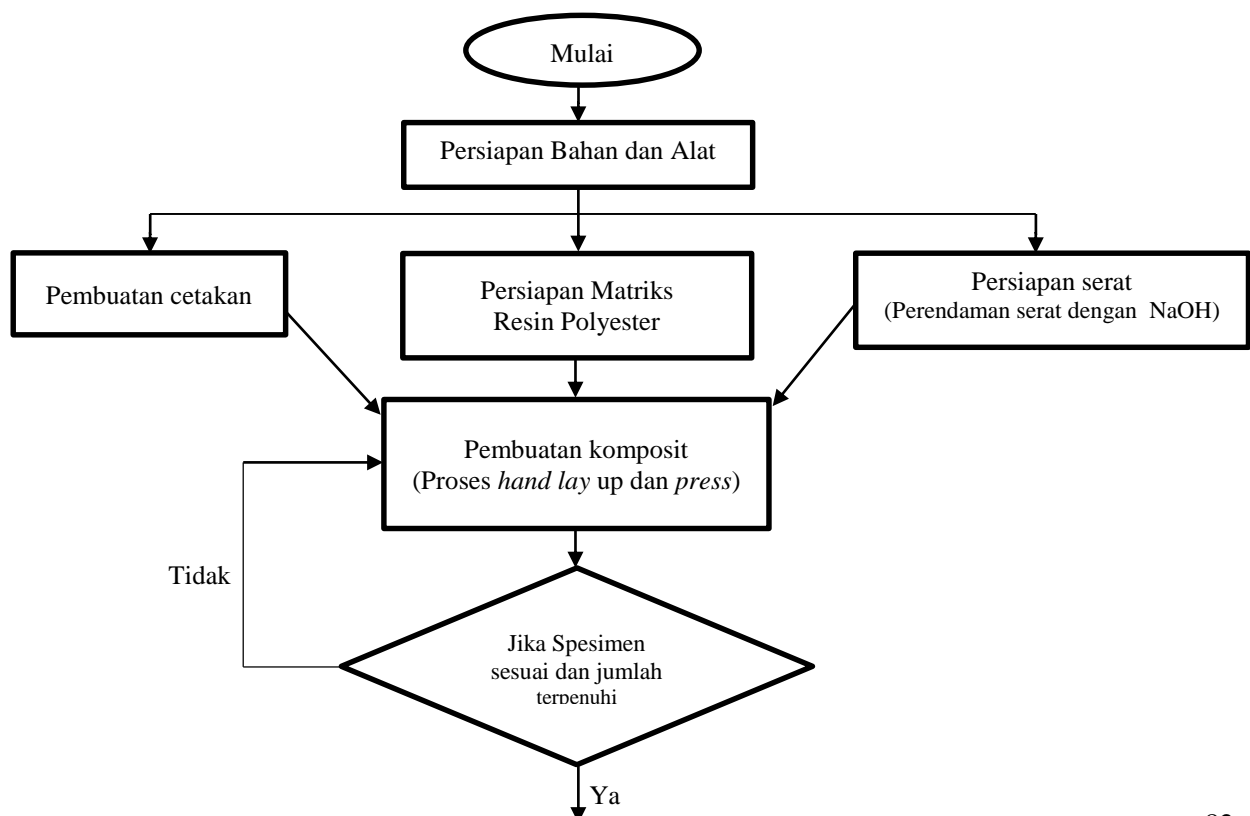 Mulai
Persiapan Bahan dan Alat
Pembuatan cetakan
Persiapan Matriks
Resin Polyester
Persiapan serat
(Perendaman serat dengan NaOH)
Pembuatan komposit
(Proses hand lay up dan press)
Tidak
Jika Spesimen
sesuai dan jumlah
terpenuhi
Ya